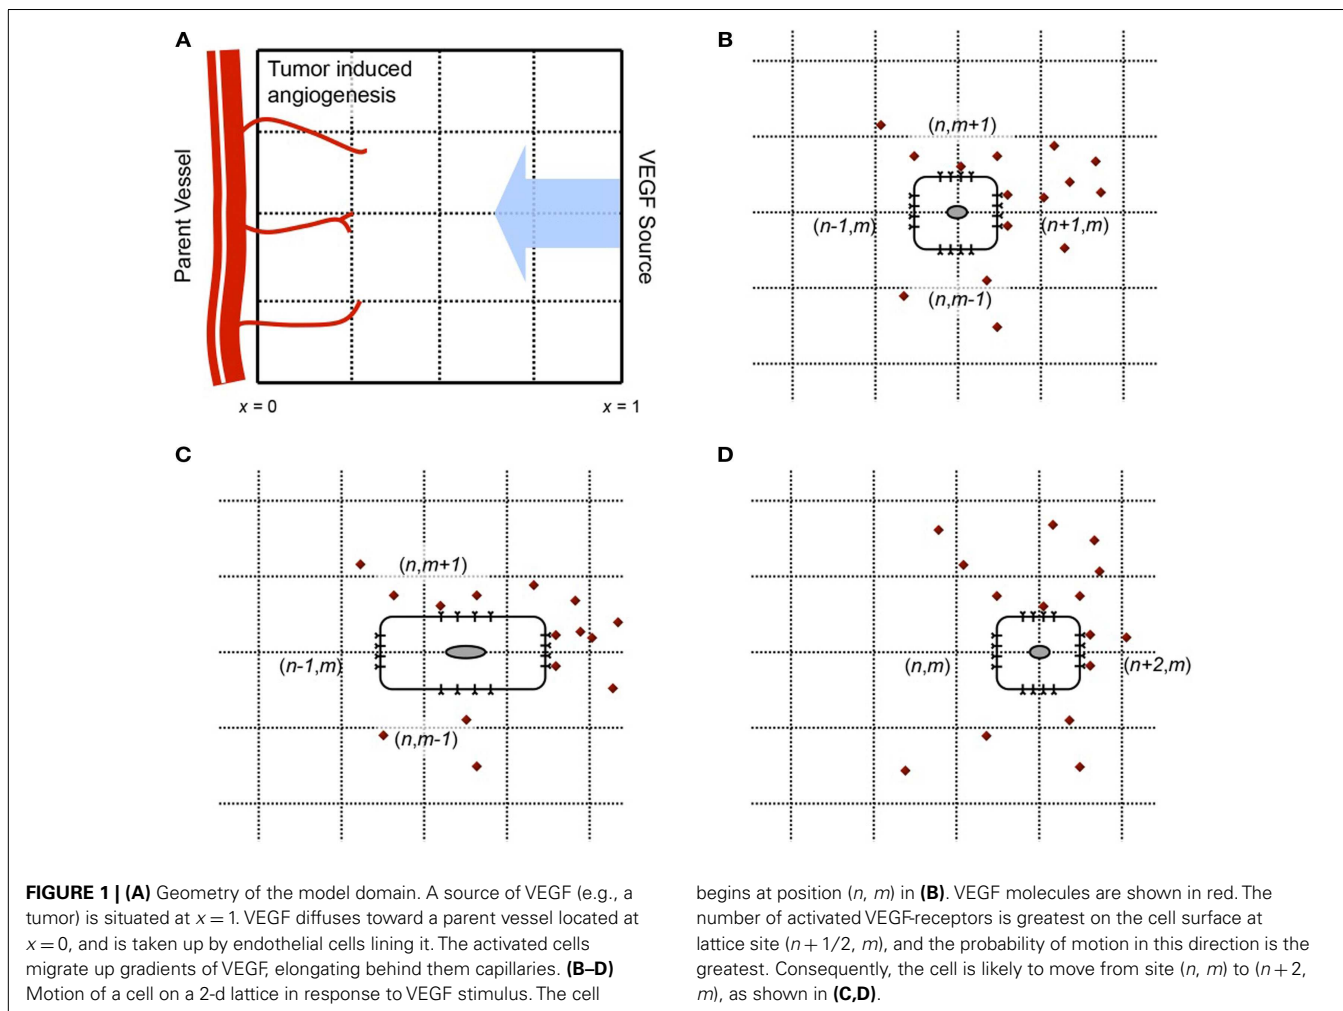 A
Tumor induced
angiogenesis
Parent Vessel
VEGF Source
x = 0
x = 1
B
(n,m+1)
(n-1,m)
(n+1,m)
(n,m-1)
C
(n,m+1)
(n-1,m)
(n,m-1)
D
(n,m)
(n+2,m)
FIGURE 1 | (A) Geometry of the model domain. A source of VEGF (e.g., a
tumor) is situated at x = 1. VEGF diffuses toward a parent vessel located at
x = 0, and is taken up by endothelial cells lining it. The activated cells
migrate up gradients of VEGF, elongating behind them capillaries. (B–D)
Motion of a cell on a 2-d lattice in response to VEGF stimulus. The cell
begins at position (n, m) in (B). VEGF molecules are shown in red. The
number of activated VEGF-receptors is greatest on the cell surface at
lattice site (n + 1/2, m), and the probability of motion in this direction is the
greatest. Consequently, the cell is likely to move from site (n, m) to (n + 2,
m), as shown in (C,D).